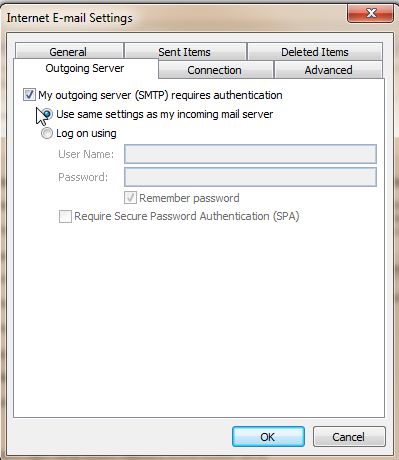 Internet E-mail Settings
General Sent Items Deleted Items
Outgoing Server Connection Advanced
My outgoing server (SMTP) requires authentication
Use same settings as my incoming mail server
Log on using
User Name:
Password:
Remember password
Require Secure Password Authentication (SPA)
OK Cancel